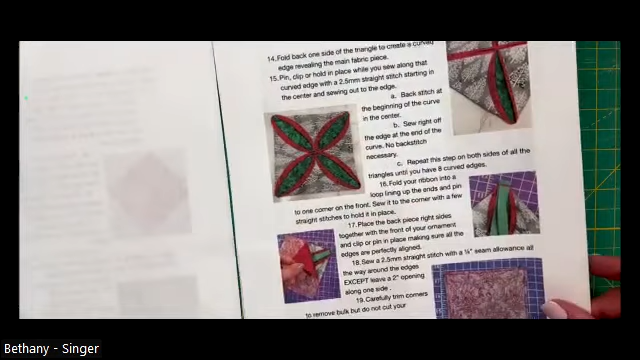 14.Fold back one side of the triangle to create a curved
edge revealing the main fabric piece.
15.Pin, clip or hold in place while you sew along that
curved edge with a 2.5mm straight stitch starting in
the center and sewing out to the edge.
a. Back stitch at
the beginning of the curve
in the center.
b. Sew right off
the edge at the end of the
curve. No backstitch
necessary.
c. Repeat this step on both sides of all the
triangles until you have 8 curved edges.
16.Fold your ribbon into a
loop lining up the ends and pin
to one corner on the front. Sew it to the corner with a few
straight stitches to hold it in place.
17.Place the back piece right sides
together with the front of your ornament
and clip or pin in place making sure all the
edges are perfectly aligned.
18.Sew a 2.5mm straight stitch with a ¼" seam allowance all
the way around the edges
EXCEPT leave a 2" opening
along one side .
19.Carefully trim corners
to remove bulk but do not cut your
Bethany - Singer